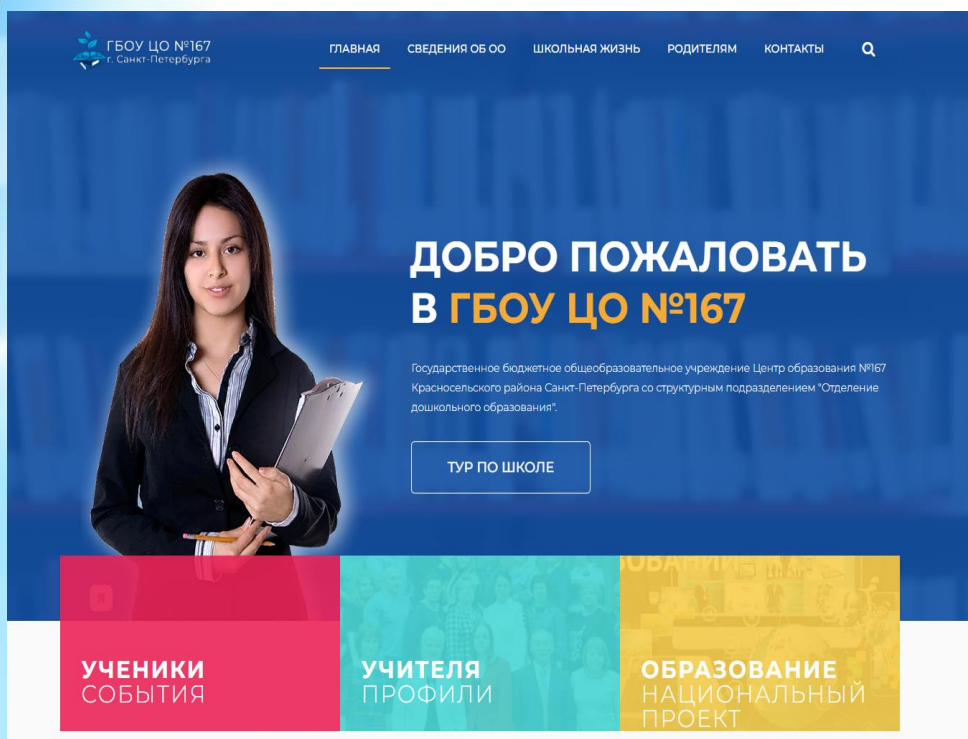 ГБОУ ЦО №167
г. Санкт-Петербурга
ГЛАВНАЯ СВЕДЕНИЯ ОБ ОО ШКОЛЬНАЯ ЖИЗНЬ РОДИТЕЛЯМ КОНТАКТЫ
ДОБРО ПОЖАЛОВАТЬ
В ГБОУ ЦО №167
Государственное бюджетное общеобразовательное учреждение Центр образования №167
Красносельского района Санкт-Петербурга со структурным подразделением "Отделение
дошкольного образования".
ТУР ПО ШКОЛЕ
УЧЕНИКИ
СОБЫТИЯ
УЧИТЕЛЯ
ПРОФИЛИ
ОБРАЗОВАНИЕ
НАЦИОНАЛЬНЫЙ
ПРОЕКТ